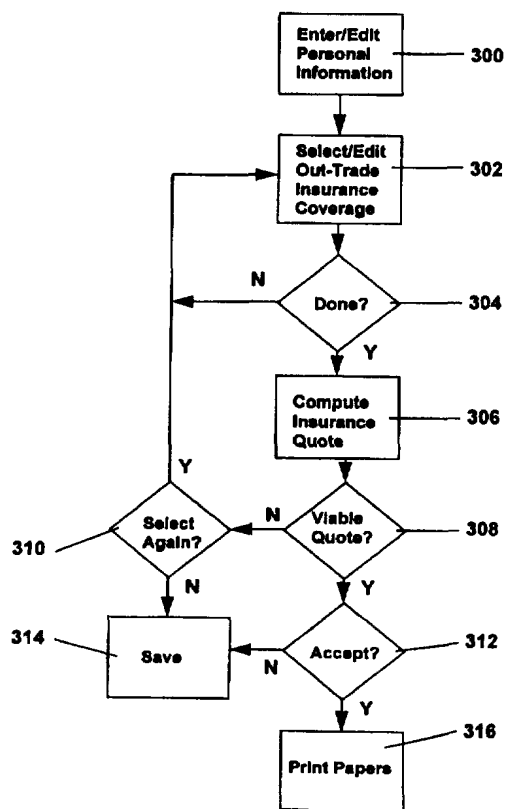 Enter/Edit
Personal
Information
300
Select/Edit
Out-Trade
Insurance
Coverage
302
N
Done?
304
Y
Compute
Insurance
Quote
306
Y
N
Select
Again?
310
Viable
Quote?
308
N
Y
314
Save
N
Accept?
312
Y
316
Print Papers